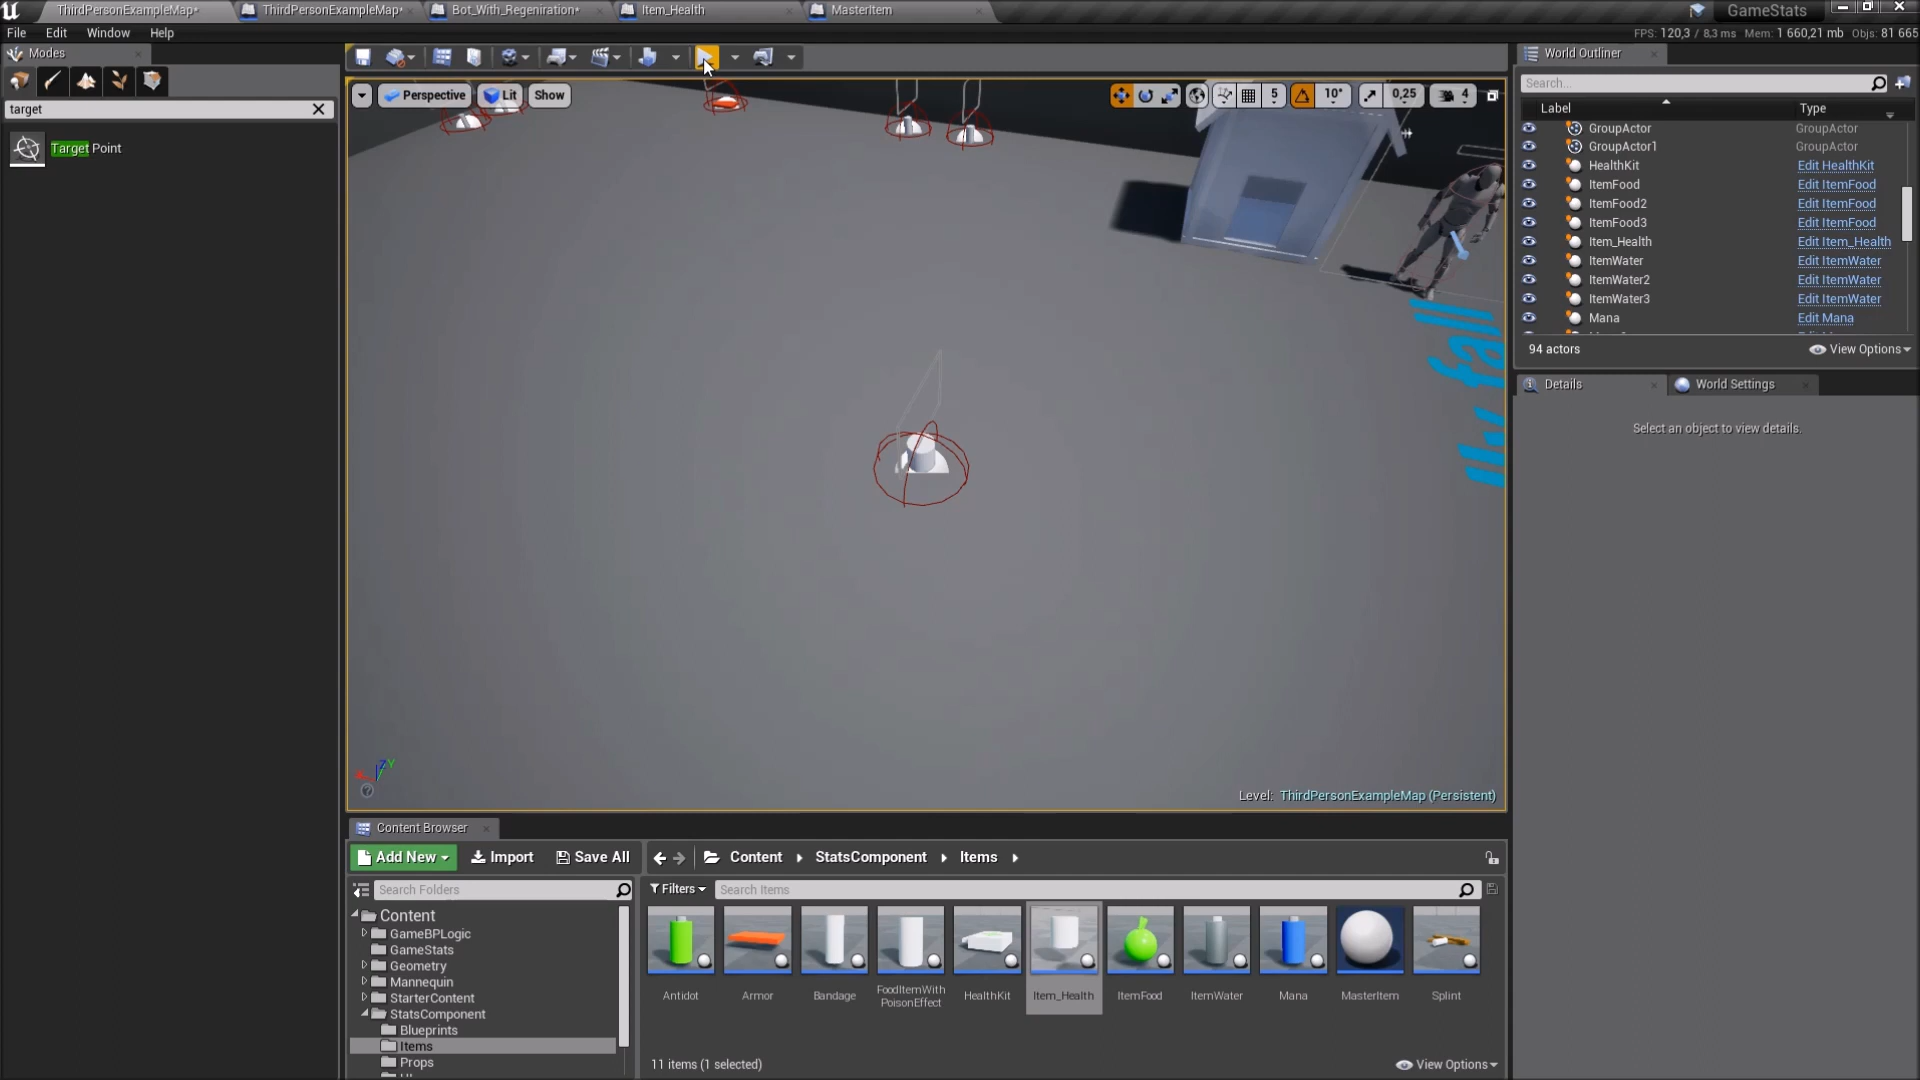 ThirdPersonExampleMap*
ThirdPersonExampleMap*
Bot_With_Regeniration*
Item_Health
MasterItem
GameStats
File Edit Window Help
FPS: 120,3 / 8,3 ms Mem: 1 660,21 mb Objs: 81 665
Modes
target
Target Point
Perspective
Lit
Show
5
10°
0,25
4
Level: ThirdPersonExampleMap (Persistent)
World Outliner
Search...
Label Type
GroupActor GroupActor
GroupActor1 GroupActor
HealthKit Edit HealthKit
ItemFood Edit ItemFood
ItemFood2 Edit ItemFood
ItemFood3 Edit ItemFood
Item_Health Edit Item_Health
ItemWater Edit ItemWater
ItemWater2 Edit ItemWater
ItemWater3 Edit ItemWater
Mana Edit Mana
94 actors
View Options
Details
World Settings
Select an object to view details.
Content Browser
Add New
Import
Save All
Content
StatsComponent
Items
Search Folders
Filters
Search Items
Content
GameBPLogic
GameStats
Geometry
Mannequin
StarterContent
StatsComponent
Blueprints
Items
Props
Antidot
Armor
Bandage
FoodItemWith
PoisonEffect
HealthKit
Item_Health
ItemFood
ItemWater
Mana
MasterItem
Splint
11 items (1 selected)
View Options